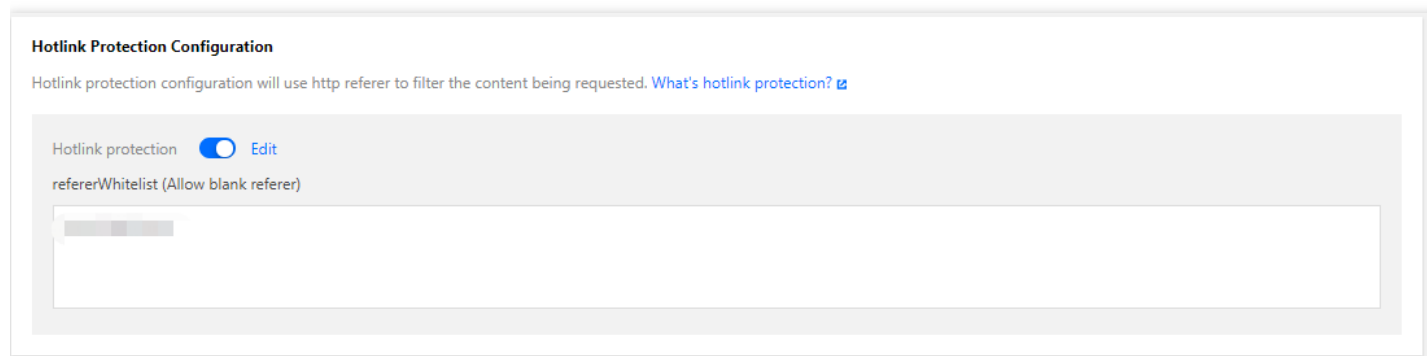 Hotlink Protection Configuration
Hotlink protection configuration will use http referer to filter the content being requested. What's hotlink protection?
Hotlink protection Edit
refererWhitelist (Allow blank referer)